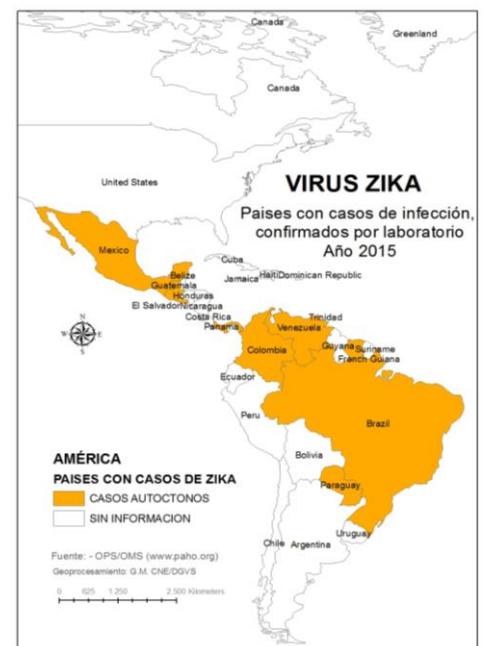 Canada
Greenland
Canada
United States
VIRUS ZIKA
Paises con casos de infección,
confirmados por laboratorio
Año 2015
Mexico
Cuba
Belize
Jamaica
Haiti
Dominican Republic
Guatemala
Honduras
El Salvador
Nicaragua
Costa Rica
Panama
Trinidad
Venezuela
Guyana
Suriname
French Guiana
Colombia
N
W
E
S
Ecuador
Peru
Brazil
Bolivia
Paraguay
Uruguay
Chile
Argentina
AMÉRICA
PAISES CON CASOS DE ZIKA
CASOS AUTOCTONOS
SIN INFORMACION
Fuente: - OPS/OMS (www.paho.org)
Geoprocesamiento: G.M. CNE/DGVS
0 625 1.250 2.500 Kilometers